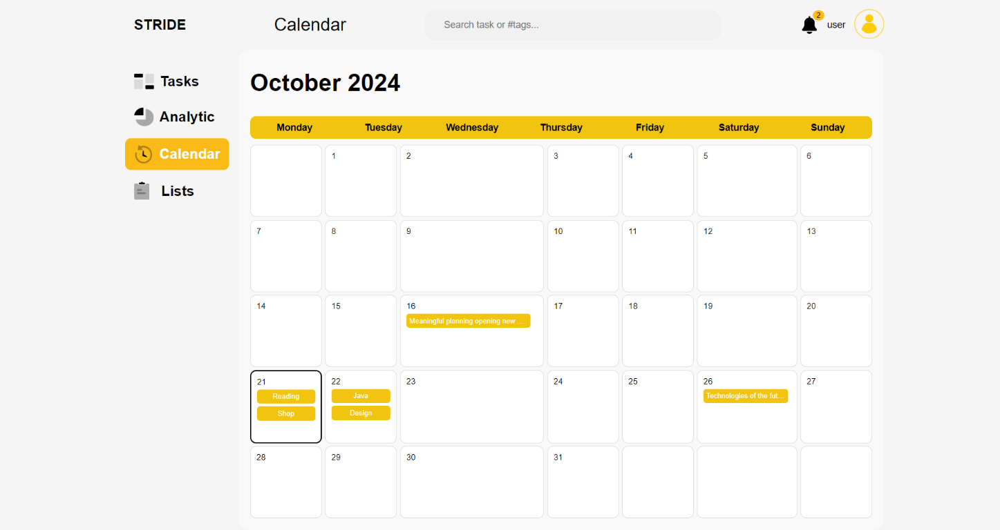 STRIDE
Calendar
Search task or #tags...
2
user
Tasks
Analytic
Calendar
Lists
October 2024
Monday Tuesday Wednesday Thursday Friday Saturday Sunday
1 2 3 4 5 6
7 8 9 10 11 12 13
14 15 16 17 18 19 20
Meaningful planning opening new ...
21 22 23 24 25 26 27
Reading Java Technologies of the fut...
Shop Design
28 29 30 31